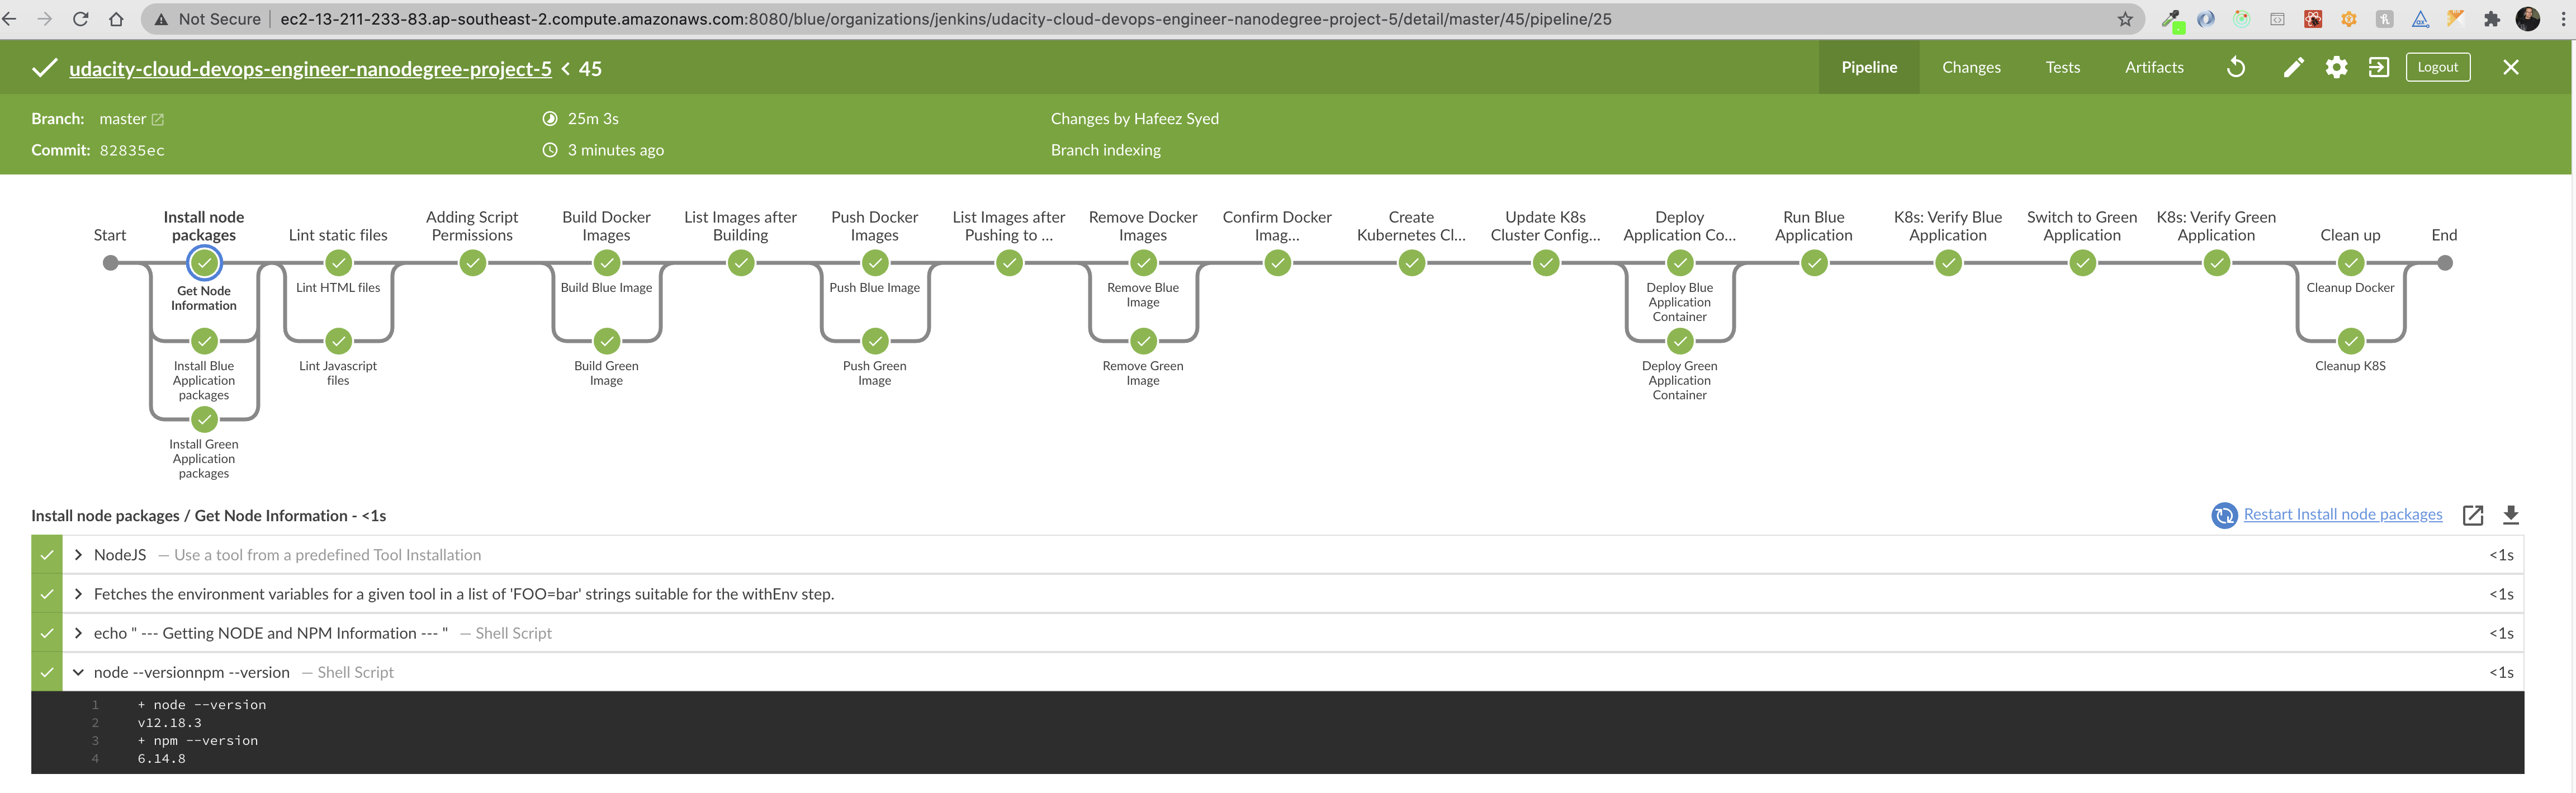 Not Secure | ec2-13-211-233-83.ap-southeast-2.compute.amazonaws.com:8080/blue/organizations/jenkins/udacity-cloud-devops-engineer-nanodegree-project-5/detail/master/45/pipeline/25
udacity-cloud-devops-engineer-nanodegree-project-5 < 45
Pipeline Changes Tests Artifacts Logout
Branch: master 25m 3s Changes by Hafeez Syed
Commit: 82835ec 3 minutes ago Branch indexing
Start
Install node
packages
Lint static files
Adding Script
Permissions
Build Docker
Images
List Images after
Building
Push Docker
Images
List Images after
Pushing to ...
Remove Docker
Images
Confirm Docker
Imag...
Create
Kubernetes Cl...
Update K8s
Cluster Config...
Deploy
Application Co...
Run Blue
Application
K8s: Verify Blue
Application
Switch to Green
Application
K8s: Verify Green
Application
Clean up
End
Get Node
Information
Lint HTML files
Build Blue Image
Push Blue Image
Remove Blue
Image
Deploy Blue
Application
Container
Cleanup Docker
Install Blue
Application
packages
Lint Javascript
files
Build Green
Image
Push Green
Image
Remove Green
Image
Deploy Green
Application
Container
Cleanup K8S
Install Green
Application
packages
Install node packages / Get Node Information - <1s
Restart Install node packages
NodeJS — Use a tool from a predefined Tool Installation <1s
Fetches the environment variables for a given tool in a list of 'FOO=bar' strings suitable for the withEnv step. <1s
echo " --- Getting NODE and NPM Information --- " — Shell Script <1s
node --versionnpm --version — Shell Script <1s
1 + node --version
2 v12.18.3
3 + npm --version
4 6.14.8